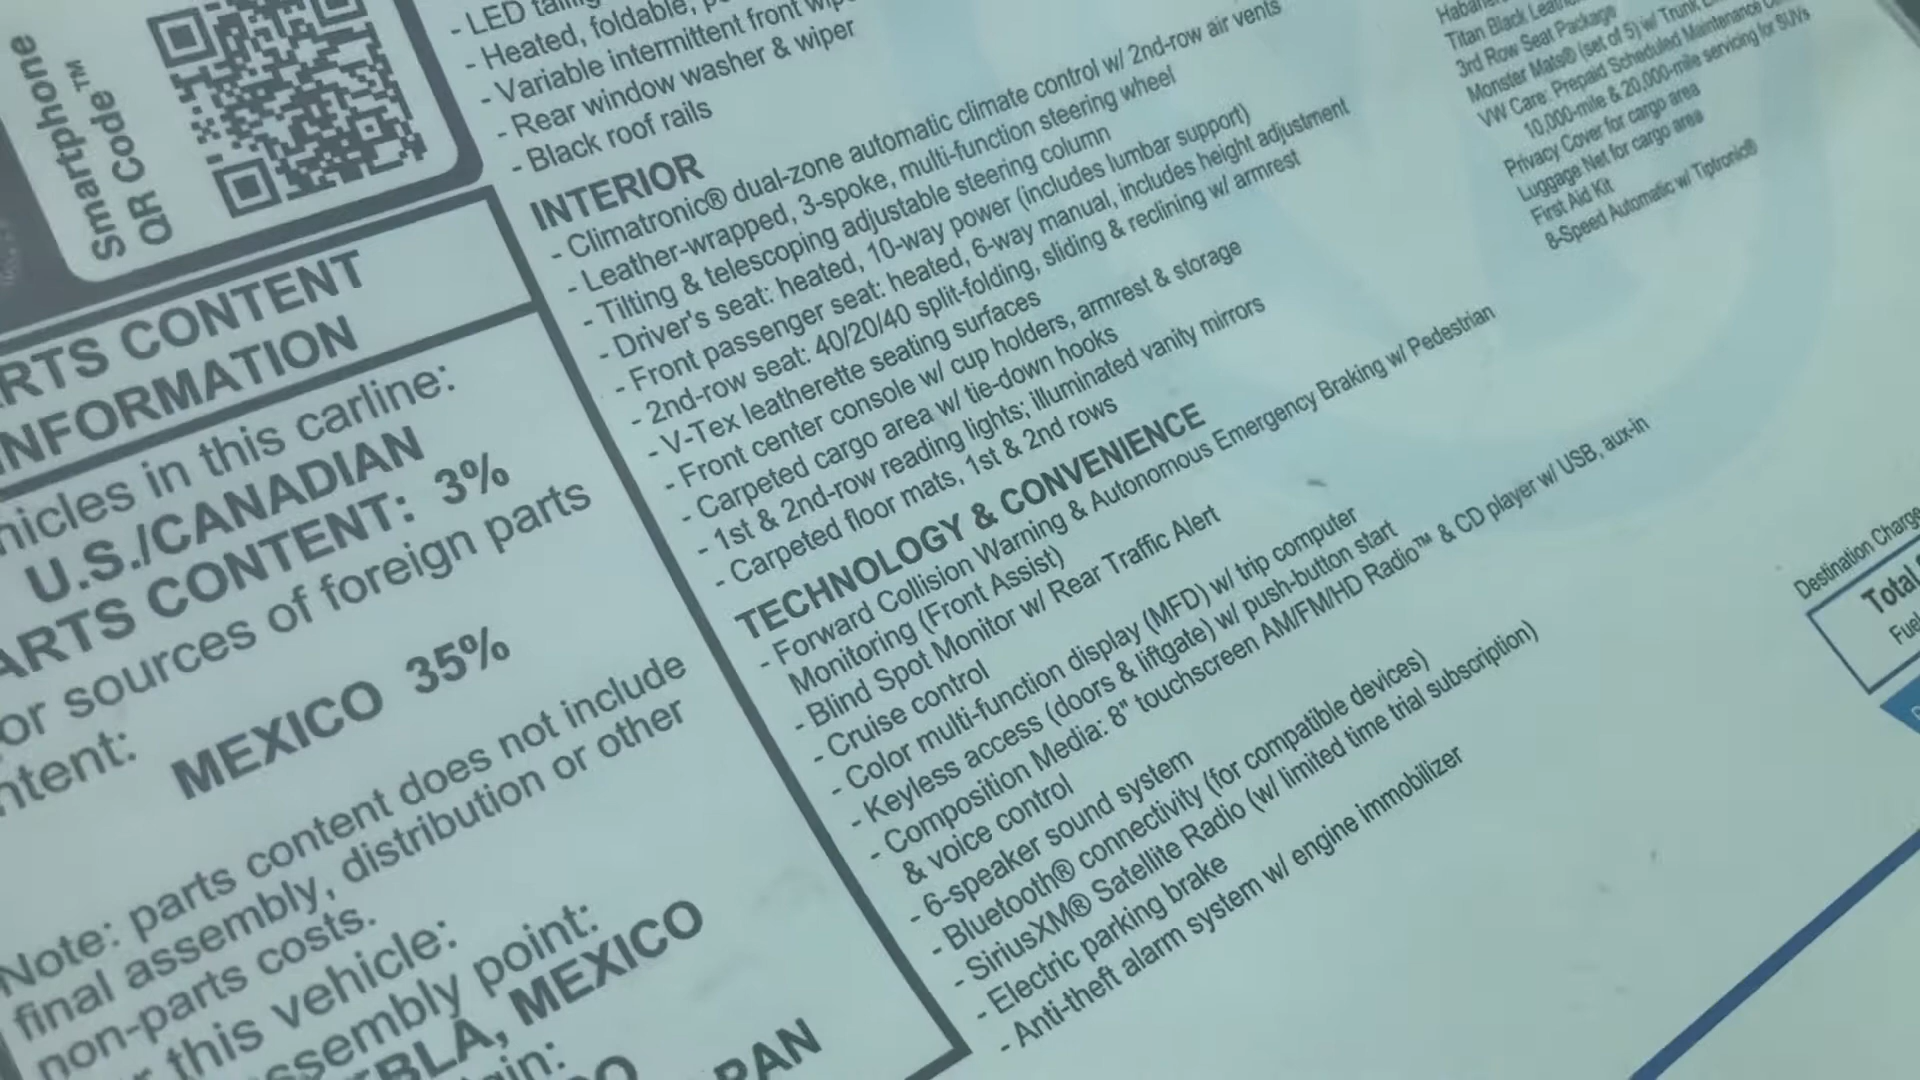 Smartphone
QR Code™
PARTS CONTENT
INFORMATION
vehicles in this carline:
U.S./CANADIAN
PARTS CONTENT: 3%
sources of foreign parts
MEXICO 35%
Note: parts content does not include
final assembly, distribution or other
non-parts costs.
this vehicle:
assembly point:
MEXICO
- LED
- Heated, foldable,
- Variable intermittent front
- Rear window washer & wiper
- Black roof rails
INTERIOR
- Climatronic® dual-zone automatic climate control w/ 2nd-row air vents
- Leather-wrapped, 3-spoke, multi-function steering wheel
- Tilting & telescoping adjustable steering column
- Driver's seat: heated, 10-way power (includes lumbar support)
- Front passenger seat: heated, 6-way manual, includes height adjustment
- 2nd-row seat: 40/20/40 split-folding, sliding & reclining w/ armrest
- V-Tex leatherette seating surfaces
- Front center console w/ cup holders, armrest & storage
- Carpeted cargo area w/ tie-down hooks
- 1st & 2nd-row reading lights; illuminated vanity mirrors
- Carpeted floor mats, 1st & 2nd rows
TECHNOLOGY & CONVENIENCE
- Forward Collision Warning & Autonomous Emergency Braking w/ Pedestrian
Monitoring (Front Assist)
- Blind Spot Monitor w/ Rear Traffic Alert
- Cruise control
- Color multi-function display (MFD) w/ trip computer
- Keyless access (doors & liftgate) w/ push-button start
- Composition Media: 8" touchscreen AM/FM/HD Radio™ & CD player w/ USB, aux-in
& voice control
- 6-speaker sound system
- Bluetooth® connectivity (for compatible devices)
- SiriusXM® Satellite Radio (w/ limited time trial subscription)
- Electric parking brake
- Anti-theft alarm system w/ engine immobilizer
Titan Black
3rd Row Seat Package
Monster Mats® (set of 5) w/ Trunk
VW Care: Prepaid Scheduled Maintenance
10,000-mile & 20,000-mile servicing for SUVs
Privacy Cover for cargo area
Luggage Net for cargo area
First Aid Kit
8-Speed Automatic w/ Tiptronic®
Destination Charge
Total